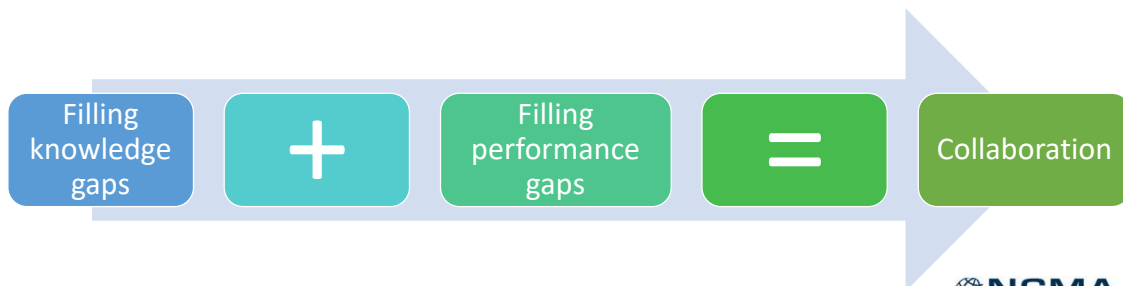 Filling
knowledge
gaps
+
Filling
performance
gaps
=
Collaboration